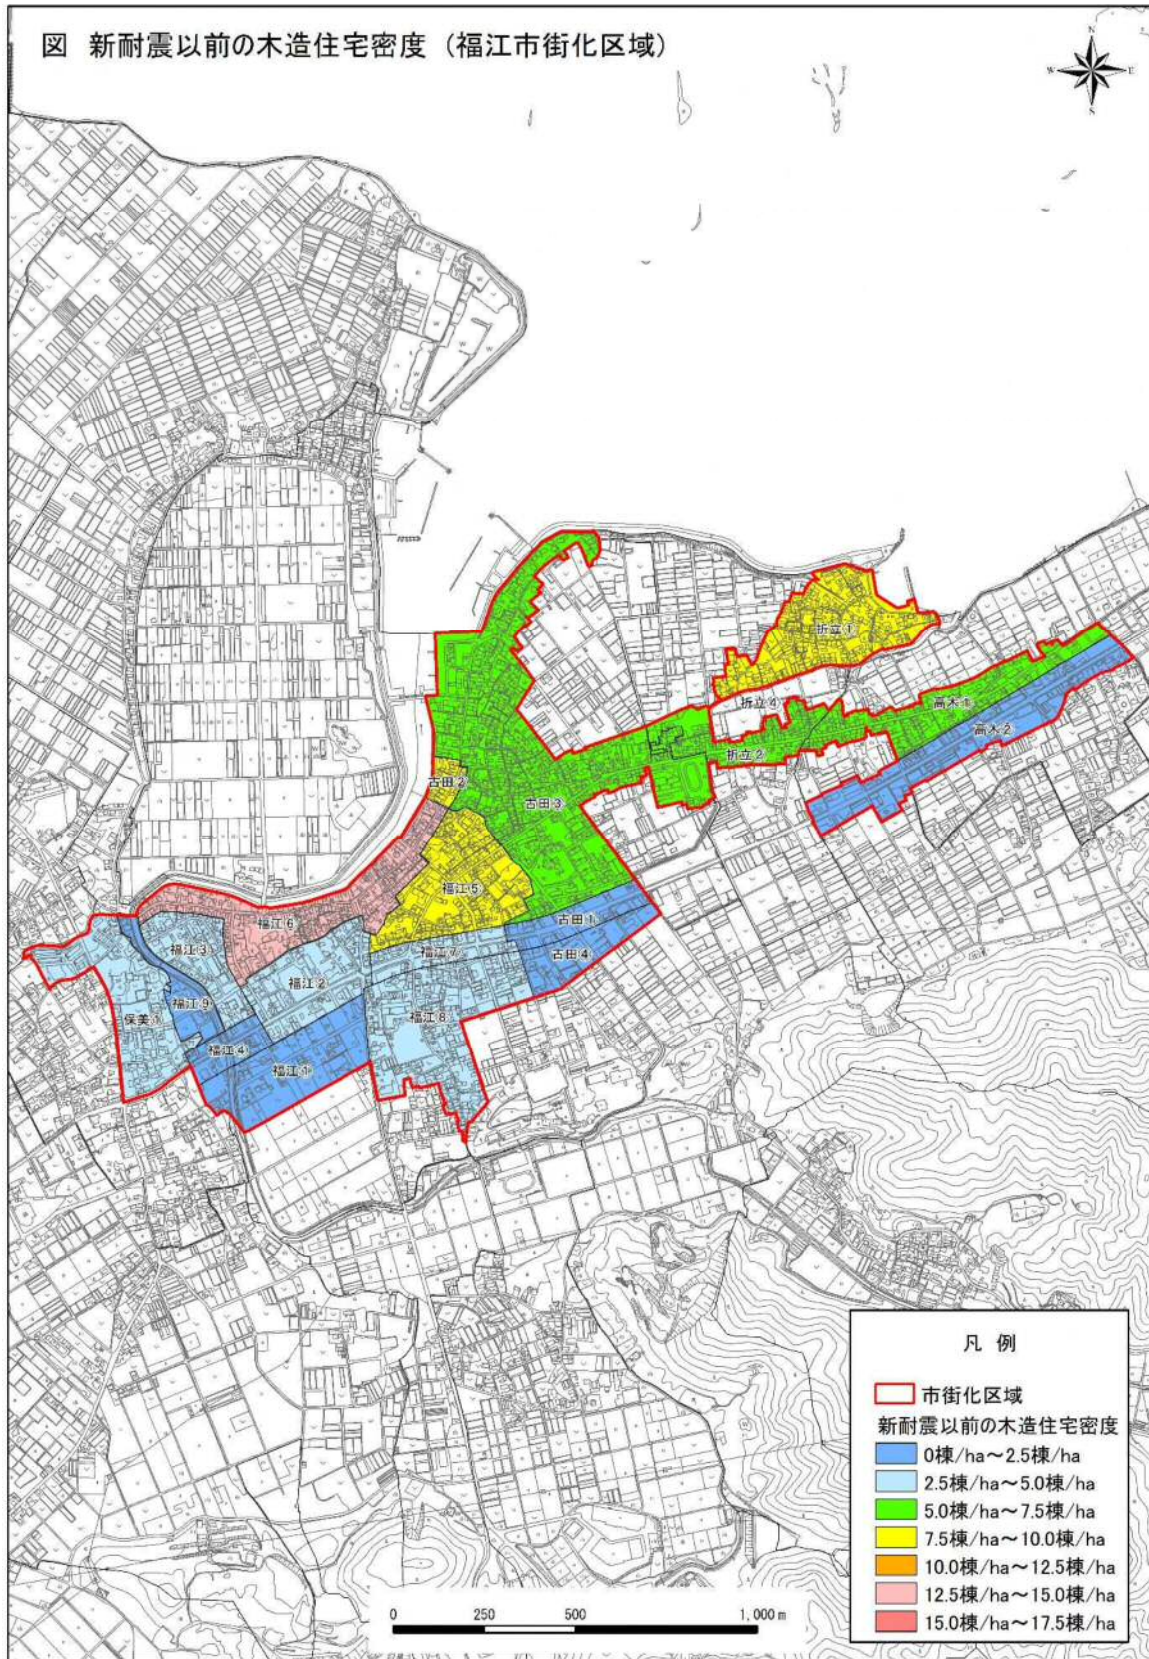 図 新耐震以前の木造住宅密度（福江市街化区域）
N
W
E
S
折立①
折立4
高木①
高木2
折立2
古田2
古田3
福江5
福江6
古田①
福江③
福江7
古田4
福江2
福江9
福江8
保美①
福江4
福江①
凡 例
市街化区域
新耐震以前の木造住宅密度
0棟/ha～2.5棟/ha
2.5棟/ha～5.0棟/ha
5.0棟/ha～7.5棟/ha
7.5棟/ha～10.0棟/ha
10.0棟/ha～12.5棟/ha
12.5棟/ha～15.0棟/ha
15.0棟/ha～17.5棟/ha
0 250 500 1,000 m